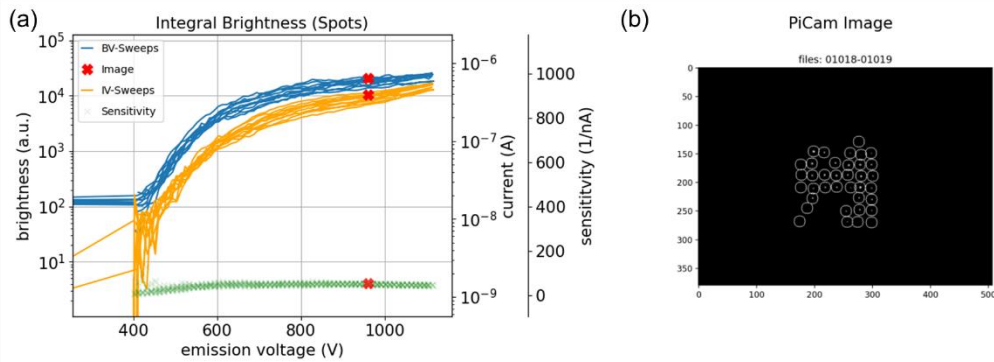 (a)
Integral Brightness (Spots)
10^5
10^4
10^3
10^2
10^1
brightness (a.u.)
BV-Sweeps
Image
IV-Sweeps
Sensitivity
400
600
800
1000
emission voltage (V)
10^-6
10^-7
10^-8
10^-9
current (A)
1000
800
600
400
200
0
sensitivtiy (1/nA)
(b)
PiCam Image
files: 01018-01019
0
50
100
150
200
250
300
350
0
100
200
300
400
500